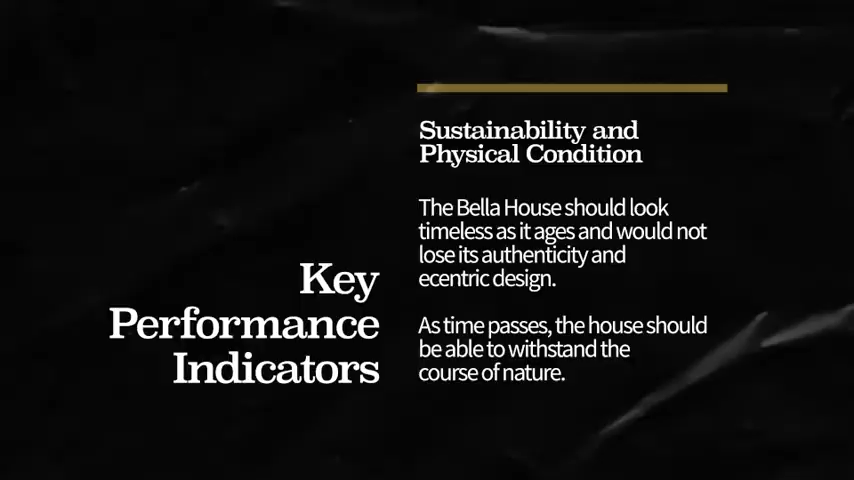 Key
Performance
Indicators
Sustainability and
Physical Condition
The Bella House should look
timeless as it ages and would not
lose its authenticity and
ecentric design.
As time passes, the house should
be able to withstand the
course of nature.